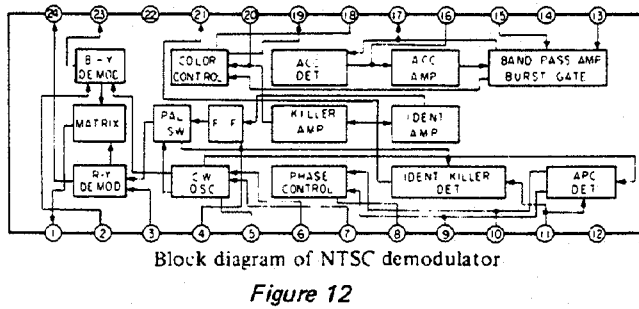 24 23 22 21 20 19 18 17 16 15 14 13
B-Y
DEMOD
COLOR
CONTROL
ACC
DET
ACC
AMP
BAND PASS AMP
BURST GATE
MATRIX
PAL
SW
F F
KILLER
AMP
IDENT
AMP
R-Y
DEMOD
CW
OSC
PHASE
CONTROL
IDENT KILLER
DET
APC
DET
1 2 3 4 5 6 7 8 9 10 11 12
Block diagram of NTSC demodulator
Figure 12